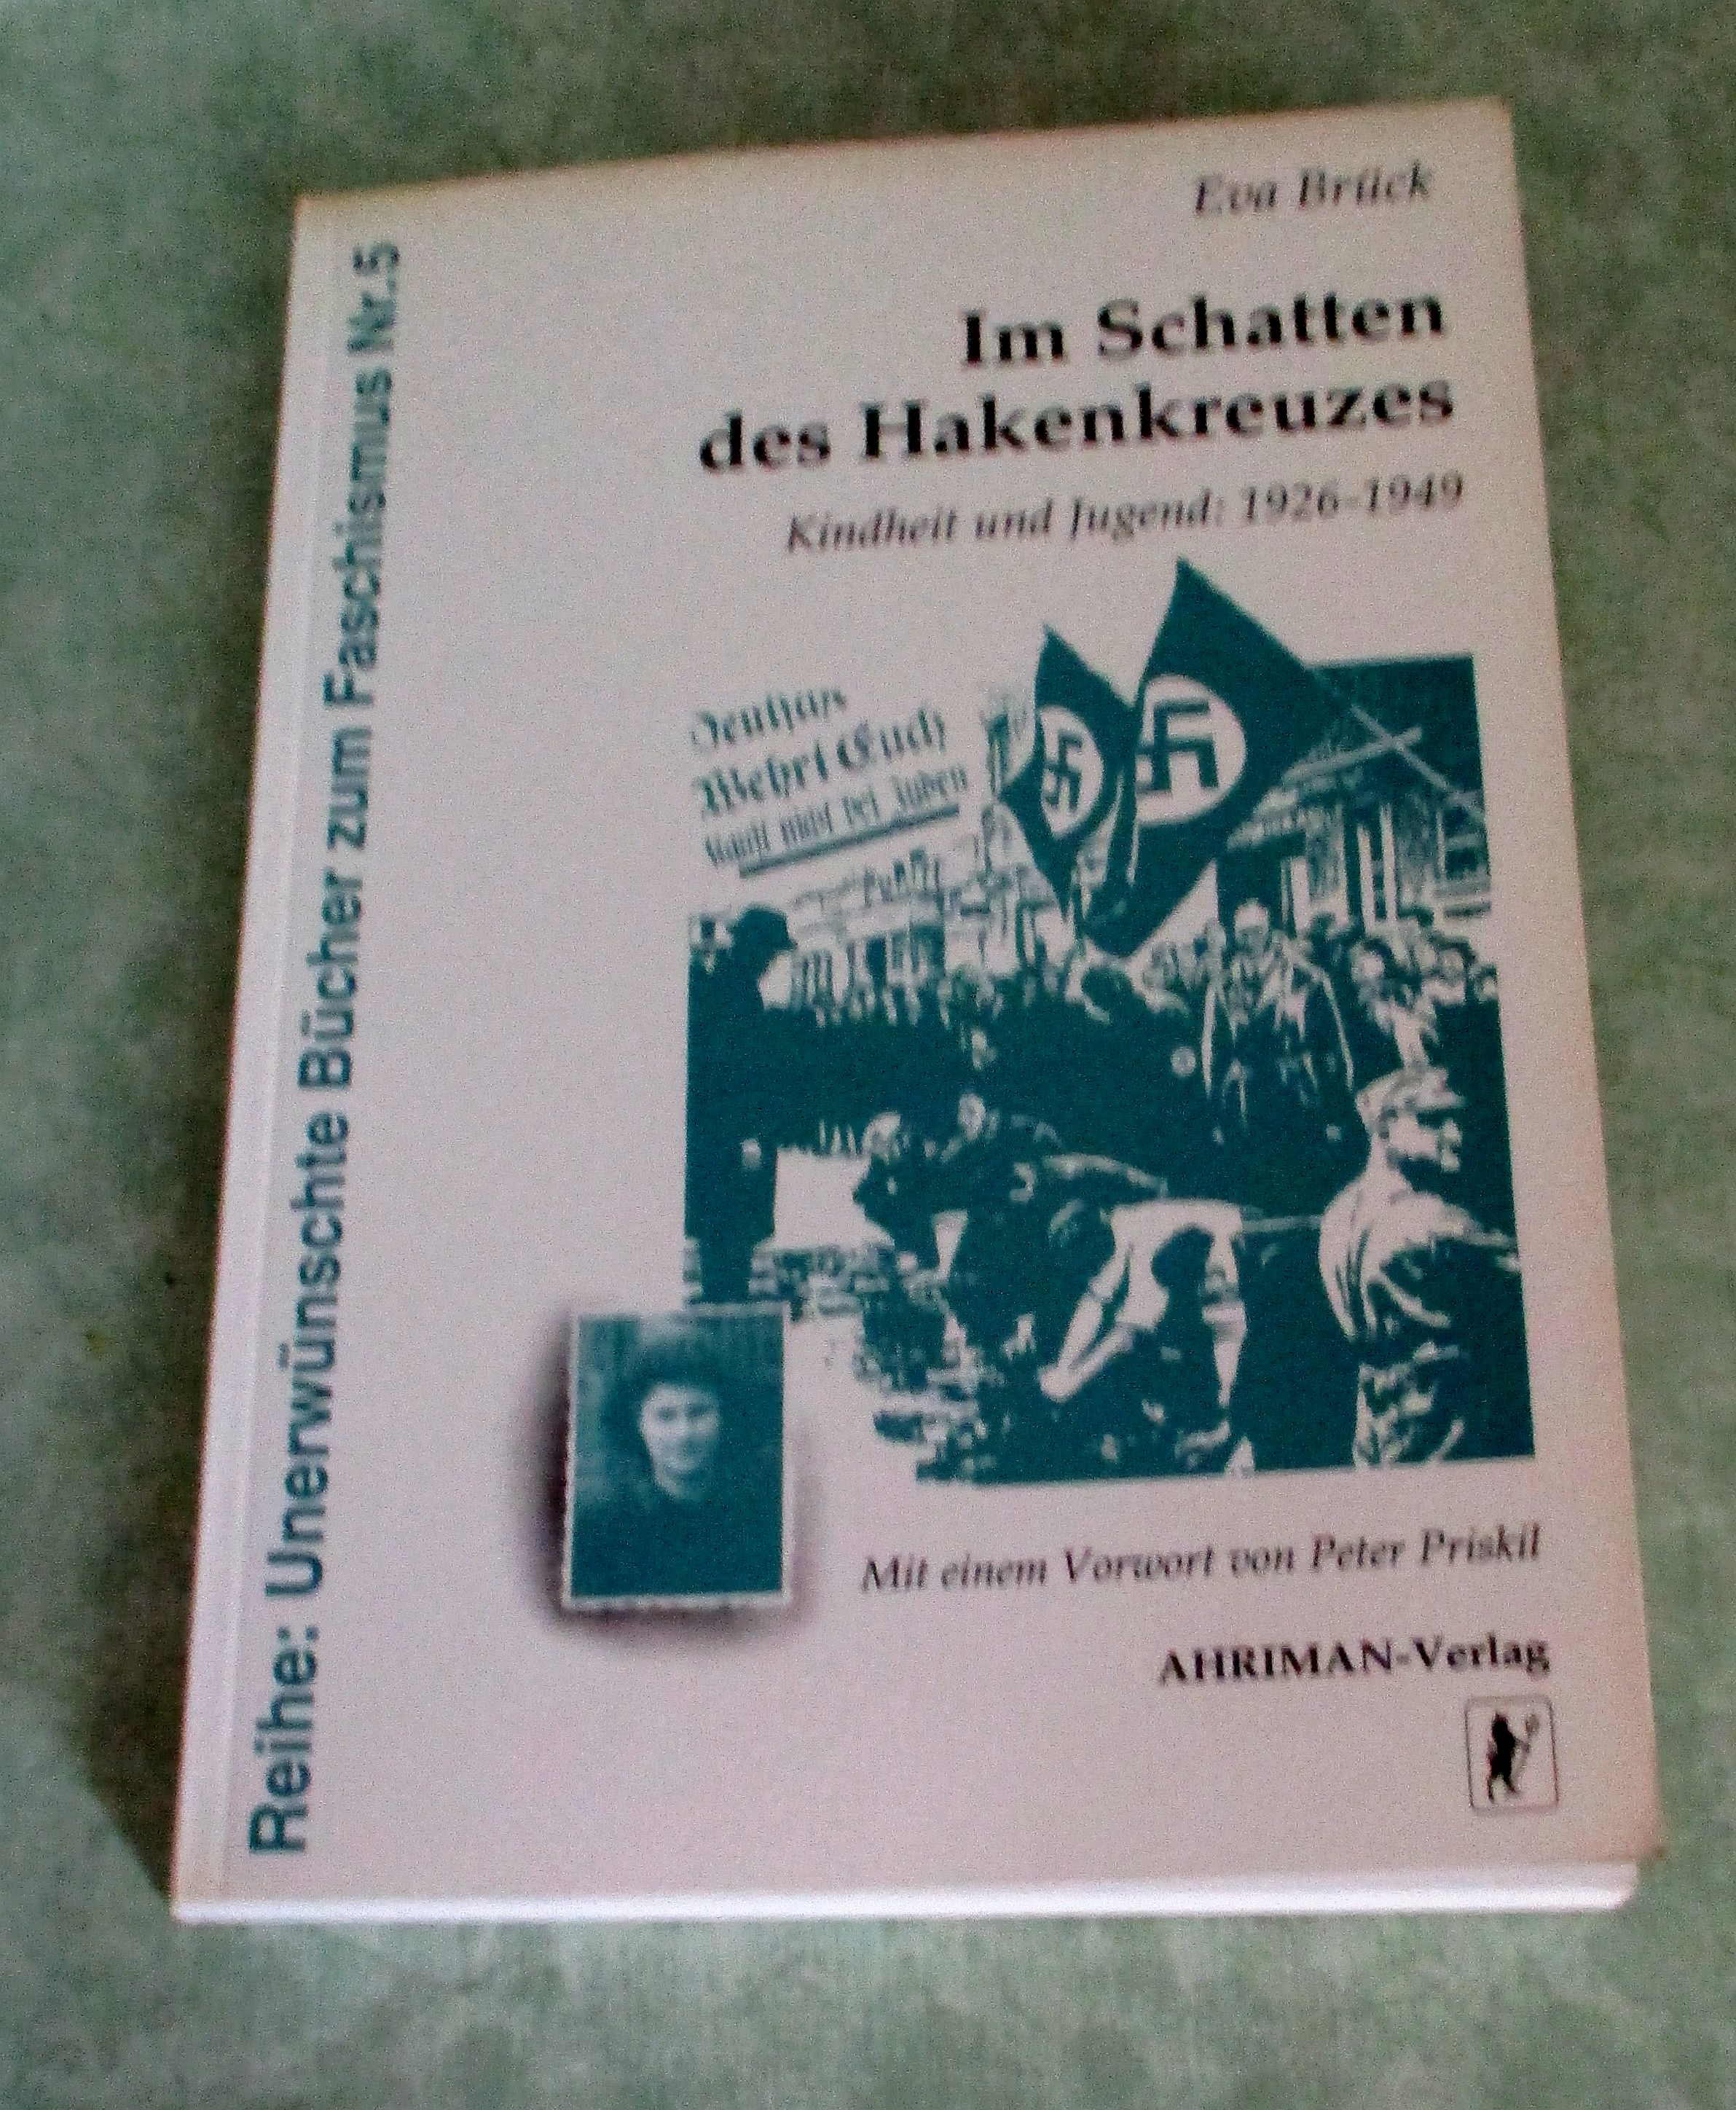 Eva Brück
Im Schatten
des Hakenkreuzes
Kindheit und Jugend: 1926-1949
Wehrt Euch
Mit einem Vorwort von Peter Priskil
AHRIMAN-Verlag
Reihe: Unerwünschte Bücher zum Faschismus Nr.5